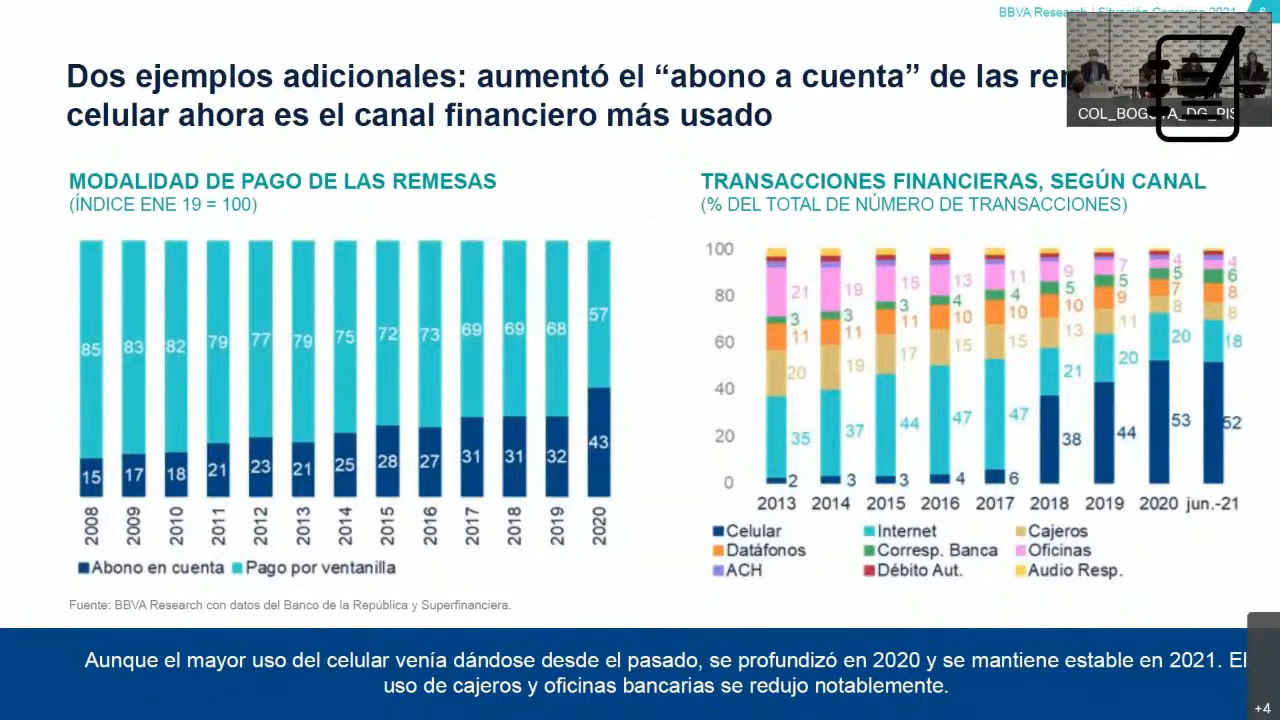 BBVA Research / Situación Consumo 2021
Dos ejemplos adicionales: aumentó el “abono a cuenta” de las
celular ahora es el canal financiero más usado
MODALIDAD DE PAGO DE LAS REMESAS
(ÍNDICE ENE 19 = 100)
85 83 82 79 77 79 75 72 73 69 69 68 57
15 17 18 21 23 21 25 28 27 31 31 32 43
2008 2009 2010 2011 2012 2013 2014 2015 2016 2017 2018 2019 2020
Abono en cuenta Pago por ventanilla
TRANSACCIONES FINANCIERAS, SEGÚN CANAL
(% DEL TOTAL DE NÚMERO DE TRANSACCIONES)
100
80
60
40
20
0
21 19 15 13 11 9 7 4 4
3 3 3 4 4 5 5 5 6
11 11 11 10 10 10 9 7 8
20 19 17 15 15 13 11 8 8
35 37 44 47 47 21 20 20 18
2 3 3 4 6 38 44 53 52
2013 2014 2015 2016 2017 2018 2019 2020 jun.-21
Celular Internet Cajeros
Datáfonos Corresp. Banca Oficinas
ACH Débito Aut. Audio Resp.
Fuente: BBVA Research con datos del Banco de la República y Superfinanciera.
Aunque el mayor uso del celular venía dándose desde el pasado, se profundizó en 2020 y se mantiene estable en 2021. El
uso de cajeros y oficinas bancarias se redujo notablemente.
+4